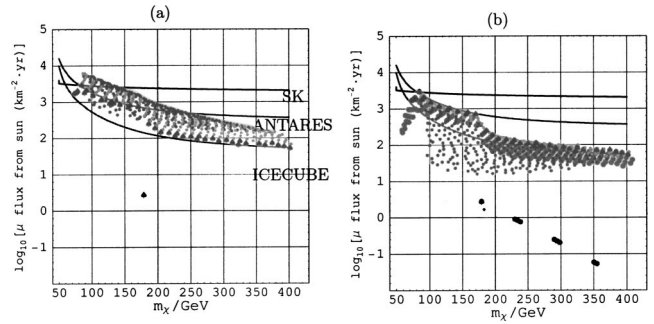 (a)
5
4
3
2
1
0
-1
log₁₀[μ flux from sun (km⁻²·yr)]
SK
ANTARES
ICECUBE
50 100 150 200 250 300 350 400
mχ/GeV
(b)
5
4
3
2
1
0
-1
log₁₀[μ flux from sun (km⁻²·yr)]
50 100 150 200 250 300 350 400
mχ/GeV